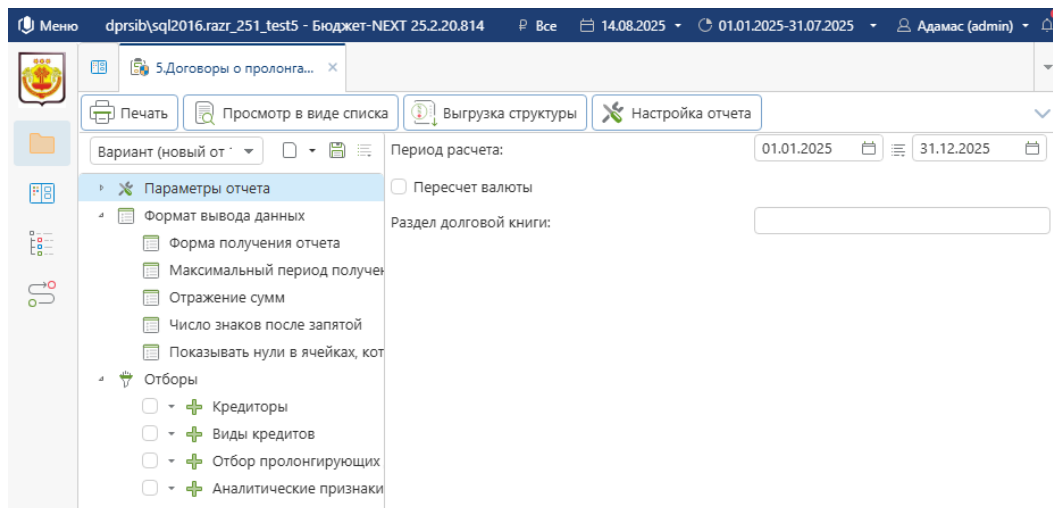 Меню dprsib\sql2016.razr_251_test5 - Бюджет-NEXT 25.2.20.814 ₽ Все 14.08.2025 01.01.2025-31.07.2025 Адамас (admin)
5.Договоры о пролонга... ×
Печать Просмотр в виде списка Выгрузка структуры Настройка отчета
Вариант (новый от Период расчета: 01.01.2025 31.12.2025
Параметры отчета Пересчет валюты
Формат вывода данных Раздел долговой книги:
Форма получения отчета
Максимальный период получен
Отражение сумм
Число знаков после запятой
Показывать нули в ячейках, кот
Отборы
Кредиторы
Виды кредитов
Отбор пролонгирующих
Аналитические признаки